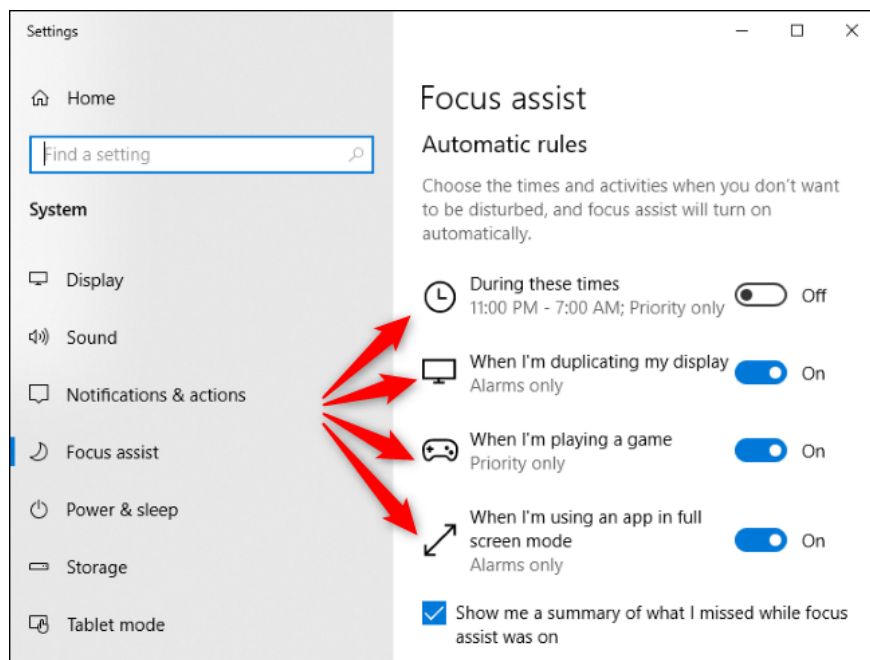 Settings
Home
Find a setting
System
Display
Sound
Notifications & actions
Focus assist
Power & sleep
Storage
Tablet mode
Focus assist
Automatic rules
Choose the times and activities when you don't want
to be disturbed, and focus assist will turn on
automatically.
During these times
11:00 PM - 7:00 AM; Priority only
Off
When I'm duplicating my display
Alarms only
On
When I'm playing a game
Priority only
On
When I'm using an app in full
screen mode
Alarms only
On
Show me a summary of what I missed while focus
assist was on